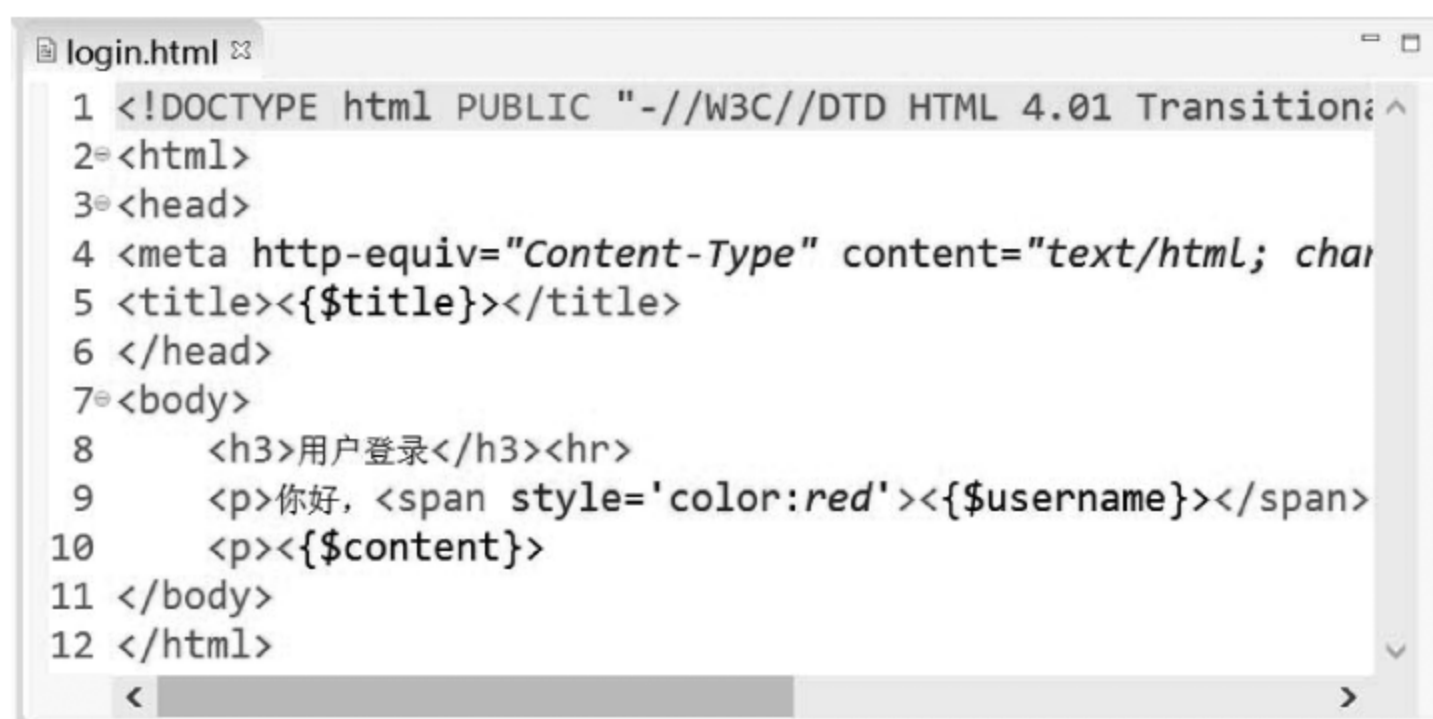 login.html
1 <!DOCTYPE html PUBLIC "-//W3C//DTD HTML 4.01 Transitiona
2 <html>
3 <head>
4 <meta http-equiv="Content-Type" content="text/html; char
5 <title><{$title}></title>
6 </head>
7 <body>
8 <h3>用户登录</h3><hr>
9 <p>你好，<span style='color:red'><{$username}></span>
10 <p><{$content}>
11 </body>
12 </html>